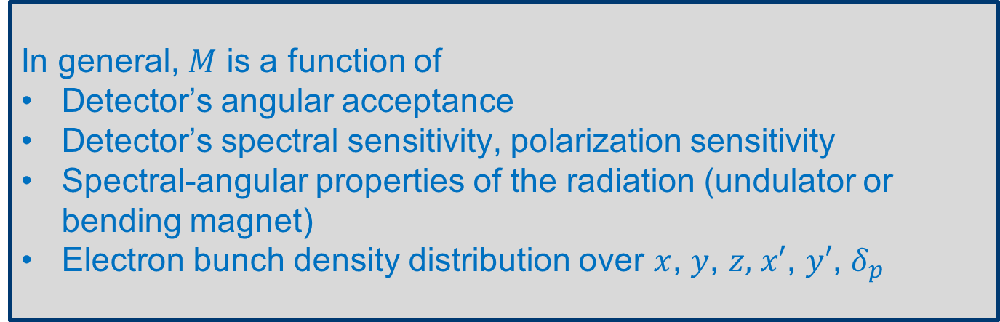 In general, 𝑀 is a function of
• Detector’s angular acceptance
• Detector’s spectral sensitivity, polarization sensitivity
• Spectral-angular properties of the radiation (undulator or
bending magnet)
• Electron bunch density distribution over 𝑥, 𝑦, 𝑧, 𝑥′, 𝑦′, 𝛿ₚ